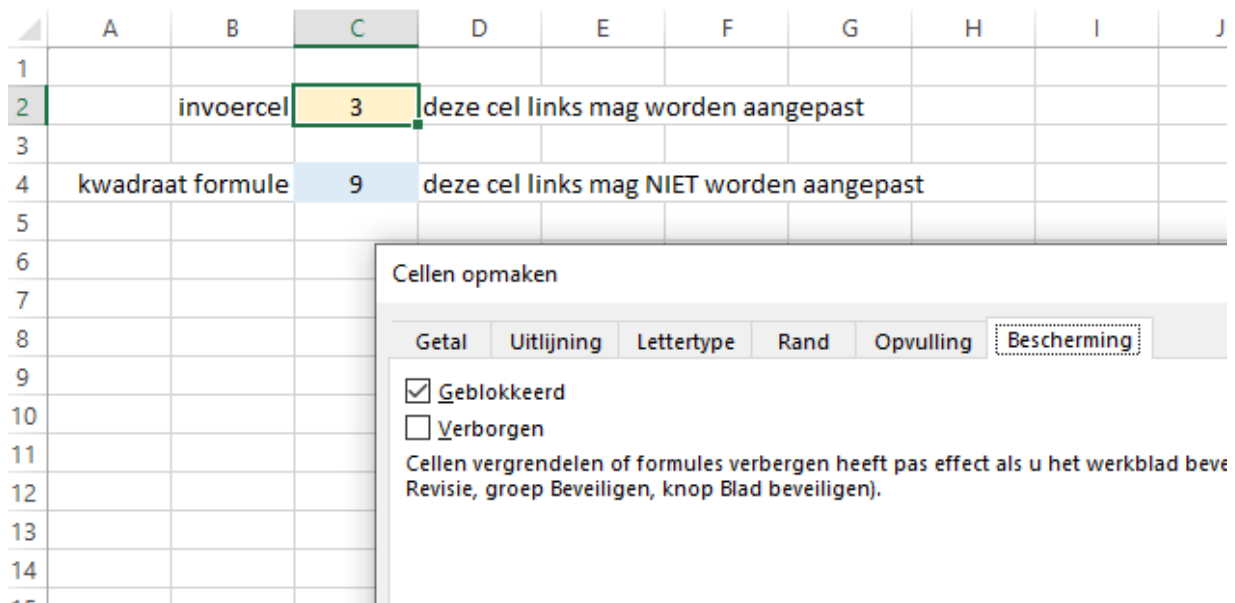 A B C D E F G H I J
1
2 invoercel 3 deze cel links mag worden aangepast
3
4 kwadraat formule 9 deze cel links mag NIET worden aangepast
5
6
7
8
9
10
11
12
13
14
Cellen opmaken
Getal Uitlijning Lettertype Rand Opvulling Bescherming
Geblokkeerd
Verborgen
Cellen vergrendelen of formules verbergen heeft pas effect als u het werkblad beve
Revisie, groep Beveiligen, knop Blad beveiligen).